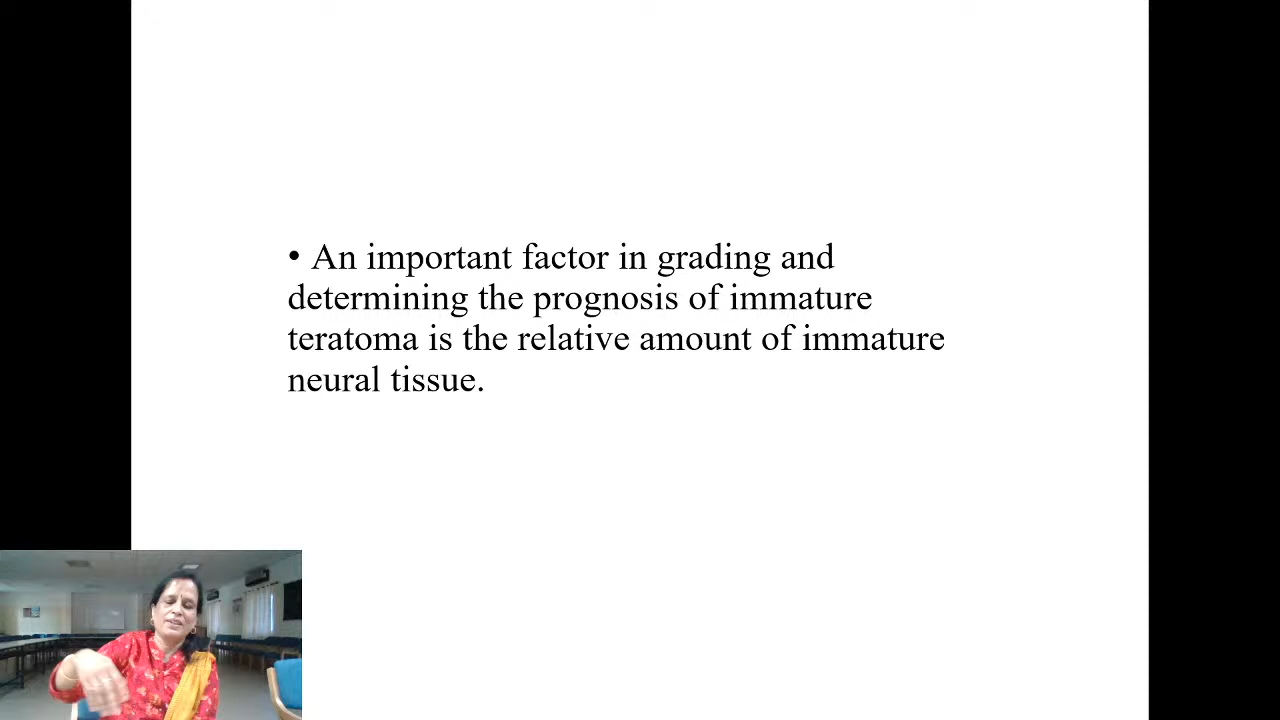 • An important factor in grading and
determining the prognosis of immature
teratoma is the relative amount of immature
neural tissue.